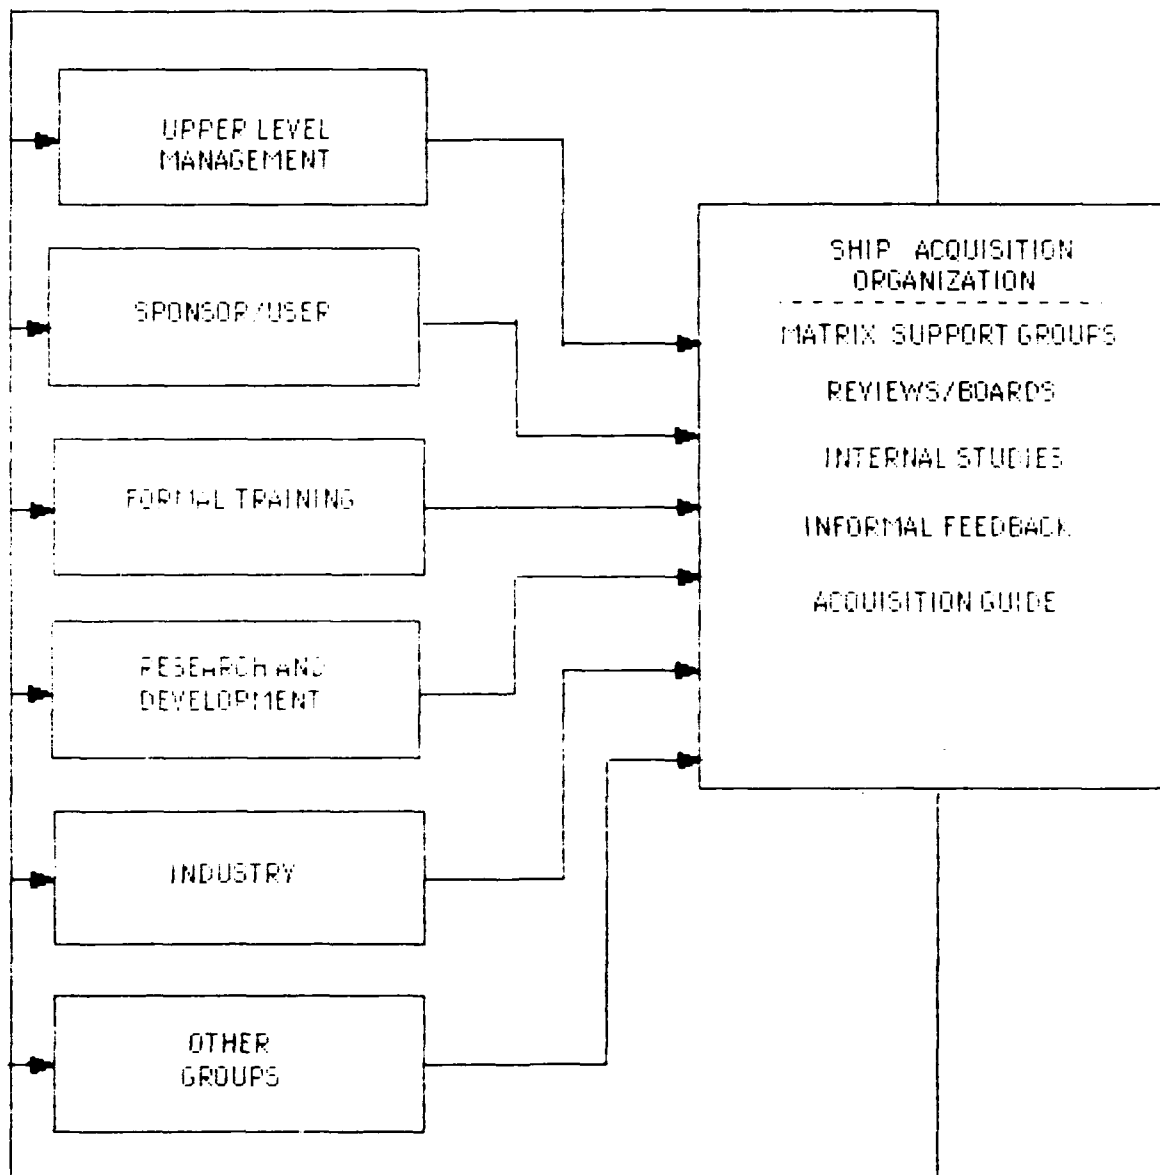 UPPER LEVEL
MANAGEMENT
SPONSOR/USER
FORMAL TRAINING
RESEARCH AND
DEVELOPMENT
INDUSTRY
OTHER
GROUPS
SHIP ACQUISITION
ORGANIZATION
MATRIX SUPPORT GROUPS
REVIEWS/BOARDS
INTERNAL STUDIES
INFORMAL FEEDBACK
ACQUISITION GUIDE